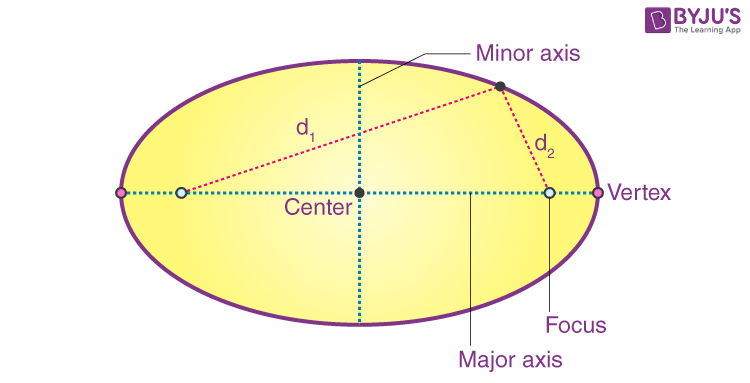 BYJU'S
The Learning App
Minor axis
d1
d2
Center
Vertex
Focus
Major axis